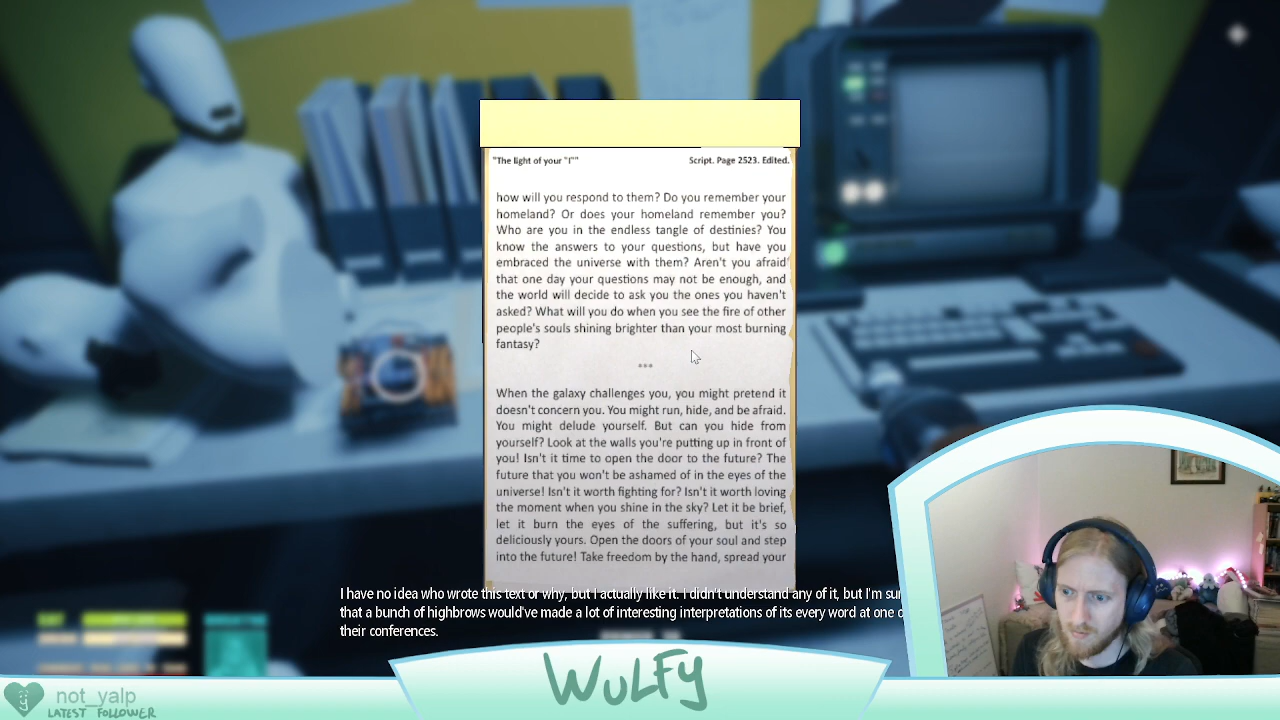 "The light of your "I""
Script. Page 2523. Edited.
how will you respond to them? Do you remember your
homeland? Or does your homeland remember you?
Who are you in the endless tangle of destinies? You
know the answers to your questions, but have you
embraced the universe with them? Aren't you afraid
that one day your questions may not be enough, and
the world will decide to ask you the ones you haven't
asked? What will you do when you see the fire of other
people's souls shining brighter than your most burning
fantasy?
***
When the galaxy challenges you, you might pretend it
doesn't concern you. You might run, hide, and be afraid.
You might delude yourself. But can you hide from
yourself? Look at the walls you're putting up in front of
you! Isn't it time to open the door to the future? The
future that you won't be ashamed of in the eyes of the
universe! Isn't it worth fighting for? Isn't it worth loving
the moment when you shine in the sky? Let it be brief,
let it burn the eyes of the suffering, but it's so
deliciously yours. Open the doors of your soul and step
into the future! Take freedom by the hand, spread your
I have no idea who wrote this text or why, but I actually like it. I didn't understand any of it, but I'm
that a bunch of highbrows would've made a lot of interesting interpretations of its every word at one
their conferences.
WULFY
not_yalp
LATEST FOLLOWER